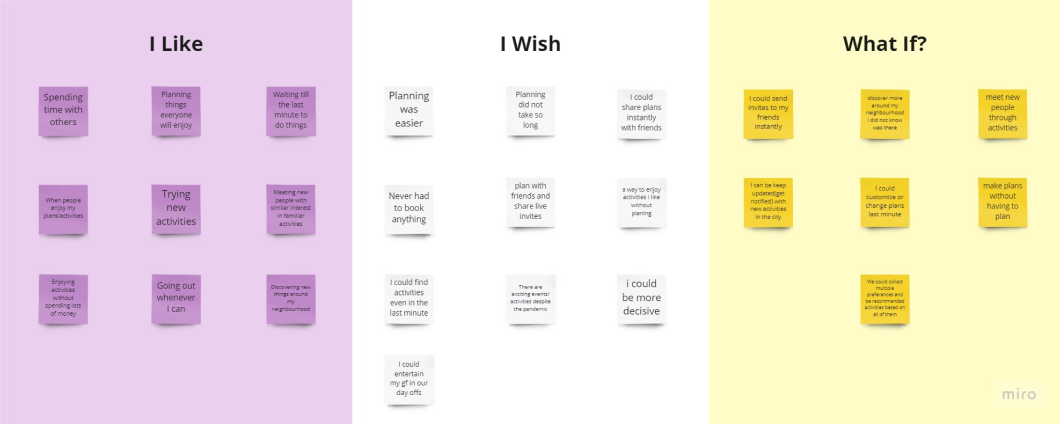 I Like
Spending
time with
others
Planning
things
everyone
will enjoy
Waiting till
the last
minute to
do things
When people
enjoy my
plans/activities
Trying
new
activities
Meeting new
people with
similar interest
in familiar
activities
Enjoying
activities
without
spending lots
of money
Going out
whenever
I can
Discovering new
things around
my
neighbourhood
I Wish
Planning
was
easier
Planning
did not
take so
long
I could
share plans
instantly
with friends
Never had
to book
anything
plan with
friends and
share live
invites
a way to enjoy
activities i like
without
planing
I could find
activities
even in the
last minute
There are
exciting events/
activities despite
the pandemic
i could
be more
decisive
I could
entertain
my gf in our
day offs
What If?
I could send
invites to my
friends
instantly
discover more
around my
neighbourhood
i did not know
was there
meet new
people
through
activities
I can be keep
updated(get
notified) with
new activities
in the city
I could
customise or
change plans
last minute
make plans
without
having to
plan
We could collect
multiple
preferences and
be recommended
activities based on
all of them
miro